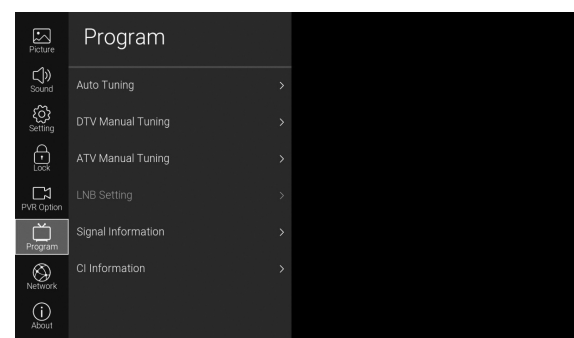 Picture
Sound
Setting
Lock
PVR Option
Program
Network
About
Program
Auto Tuning
DTV Manual Tuning
ATV Manual Tuning
LNB Setting
Signal Information
CI Information